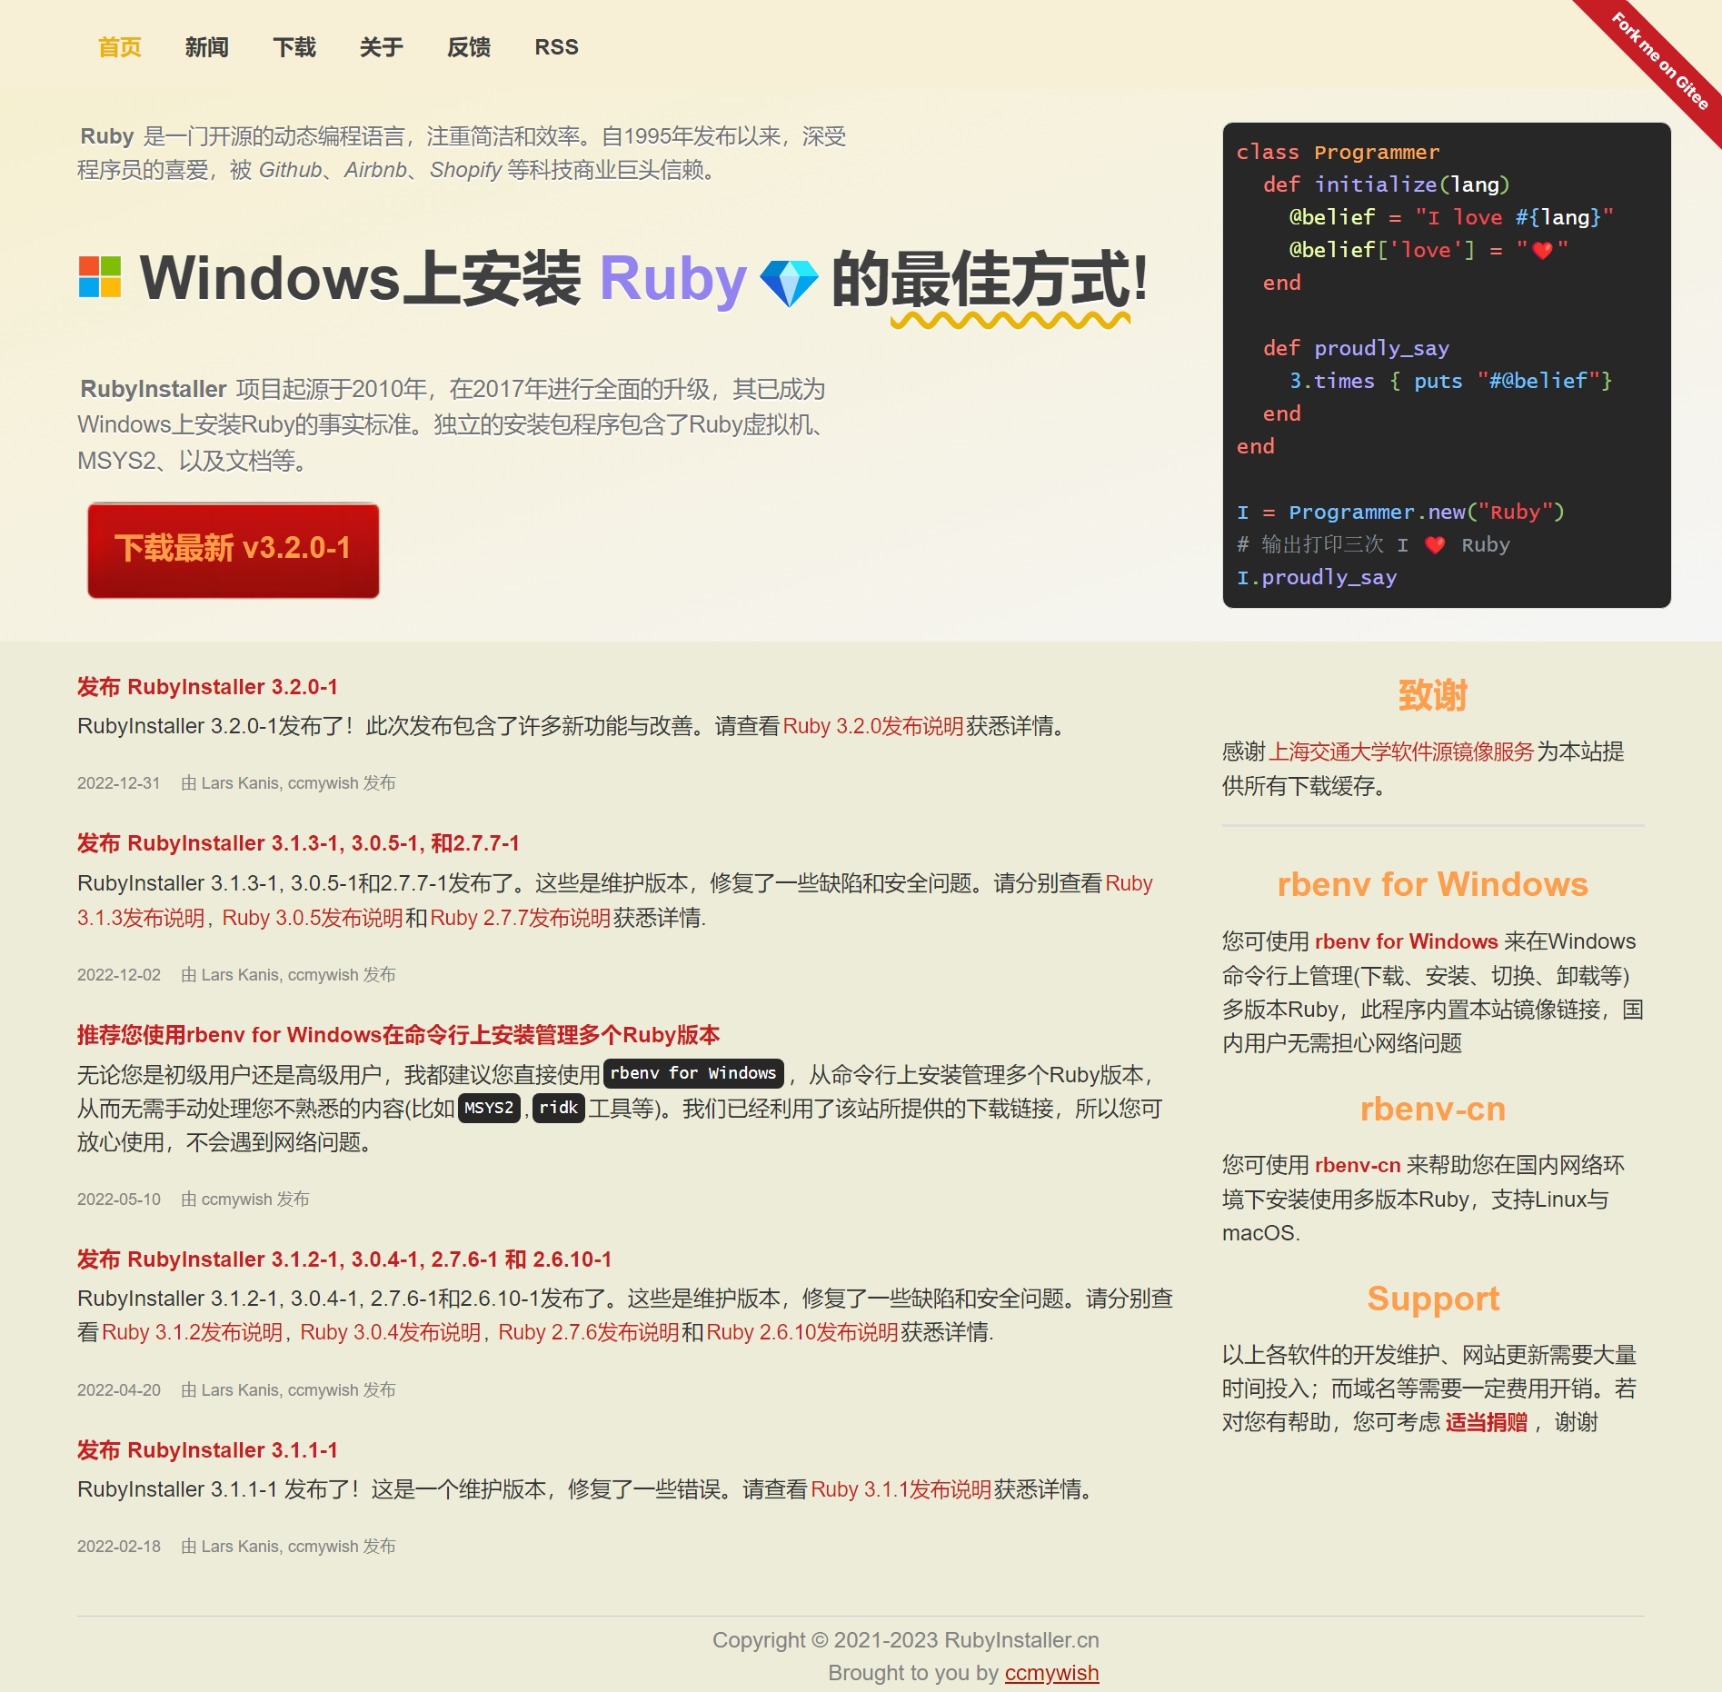 首页 新闻 下载 关于 反馈 RSS
Fork me on Gitee
Ruby 是一门开源的动态编程语言，注重简洁和效率。自1995年发布以来，深受
程序员的喜爱，被 Github、Airbnb、Shopify 等科技商业巨头信赖。
Windows上安装 Ruby 💎 的最佳方式!
RubyInstaller 项目起源于2010年，在2017年进行全面的升级，其已成为
Windows上安装Ruby的事实标准。独立的安装包程序包含了Ruby虚拟机、
MSYS2、以及文档等。
下载最新 v3.2.0-1
class Programmer
def initialize(lang)
@belief = "I love #{lang}"
@belief['love'] = "❤️"
end
def proudly_say
3.times { puts "#@belief"}
end
end
I = Programmer.new("Ruby")
# 输出打印三次 I ❤️ Ruby
I.proudly_say
发布 RubyInstaller 3.2.0-1
RubyInstaller 3.2.0-1发布了！此次发布包含了许多新功能与改善。请查看Ruby 3.2.0发布说明获悉详情。
2022-12-31 由 Lars Kanis, ccmywish 发布
发布 RubyInstaller 3.1.3-1, 3.0.5-1, 和2.7.7-1
RubyInstaller 3.1.3-1, 3.0.5-1和2.7.7-1发布了。这些是维护版本，修复了一些缺陷和安全问题。请分别查看Ruby
3.1.3发布说明, Ruby 3.0.5发布说明和Ruby 2.7.7发布说明获悉详情.
2022-12-02 由 Lars Kanis, ccmywish 发布
推荐您使用rbenv for Windows在命令行上安装管理多个Ruby版本
无论您是初级用户还是高级用户，我都建议您直接使用rbenv for Windows，从命令行上安装管理多个Ruby版本，
从而无需手动处理您不熟悉的内容(比如MSYS2,ridk工具等)。我们已经利用了该站所提供的下载链接，所以您可
放心使用，不会遇到网络问题。
2022-05-10 由 ccmywish 发布
发布 RubyInstaller 3.1.2-1, 3.0.4-1, 2.7.6-1 和 2.6.10-1
RubyInstaller 3.1.2-1, 3.0.4-1, 2.7.6-1和2.6.10-1发布了。这些是维护版本，修复了一些缺陷和安全问题。请分别查
看Ruby 3.1.2发布说明, Ruby 3.0.4发布说明, Ruby 2.7.6发布说明和Ruby 2.6.10发布说明获悉详情.
2022-04-20 由 Lars Kanis, ccmywish 发布
发布 RubyInstaller 3.1.1-1
RubyInstaller 3.1.1-1 发布了！这是一个维护版本，修复了一些错误。请查看Ruby 3.1.1发布说明获悉详情。
2022-02-18 由 Lars Kanis, ccmywish 发布
致谢
感谢上海交通大学软件源镜像服务为本站提
供所有下载缓存。
rbenv for Windows
您可使用 rbenv for Windows 来在Windows
命令行上管理(下载、安装、切换、卸载等)
多版本Ruby，此程序内置本站镜像链接，国
内用户无需担心网络问题
rbenv-cn
您可使用 rbenv-cn 来帮助您在国内网络环
境下安装使用多版本Ruby，支持Linux与
macOS.
Support
以上各软件的开发维护、网站更新需要大量
时间投入；而域名等需要一定费用开销。若
对您有帮助，您可考虑 适当捐赠 ，谢谢
Copyright © 2021-2023 RubyInstaller.cn
Brought to you by ccmywish